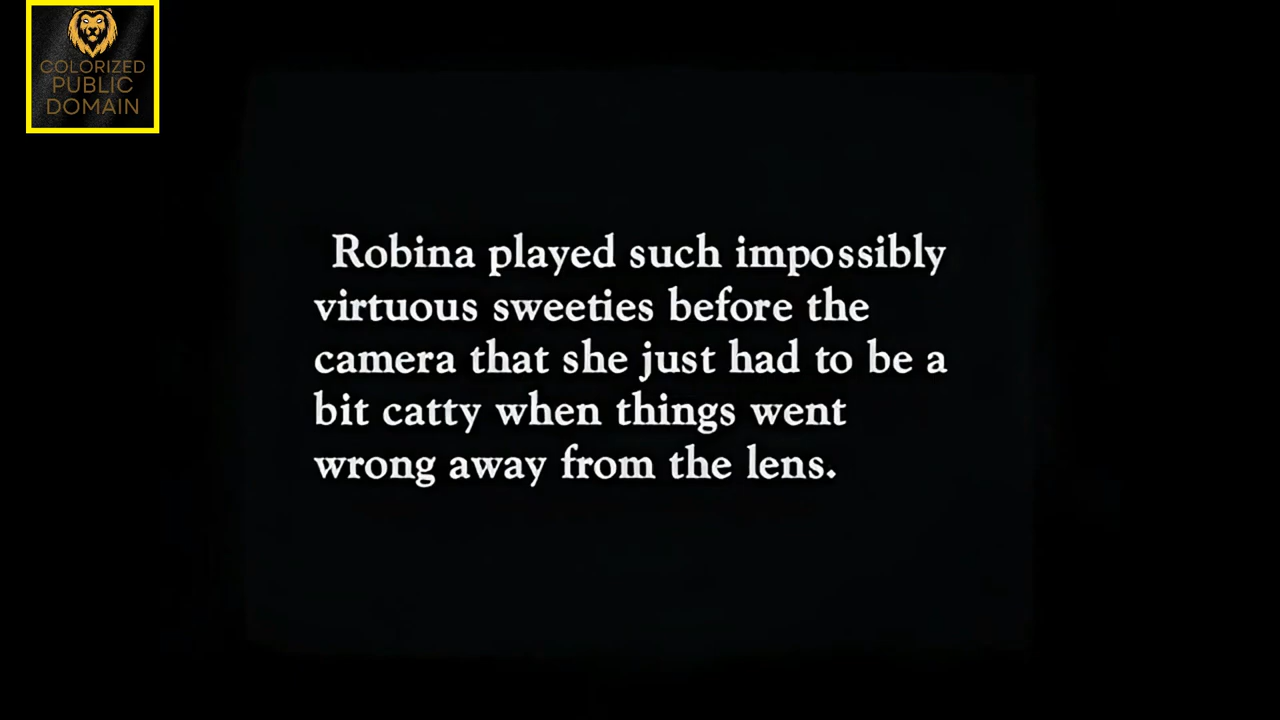 COLORIZED
PUBLIC
DOMAIN
Robina played such impossibly
virtuous sweeties before the
camera that she just had to be a
bit catty when things went
wrong away from the lens.